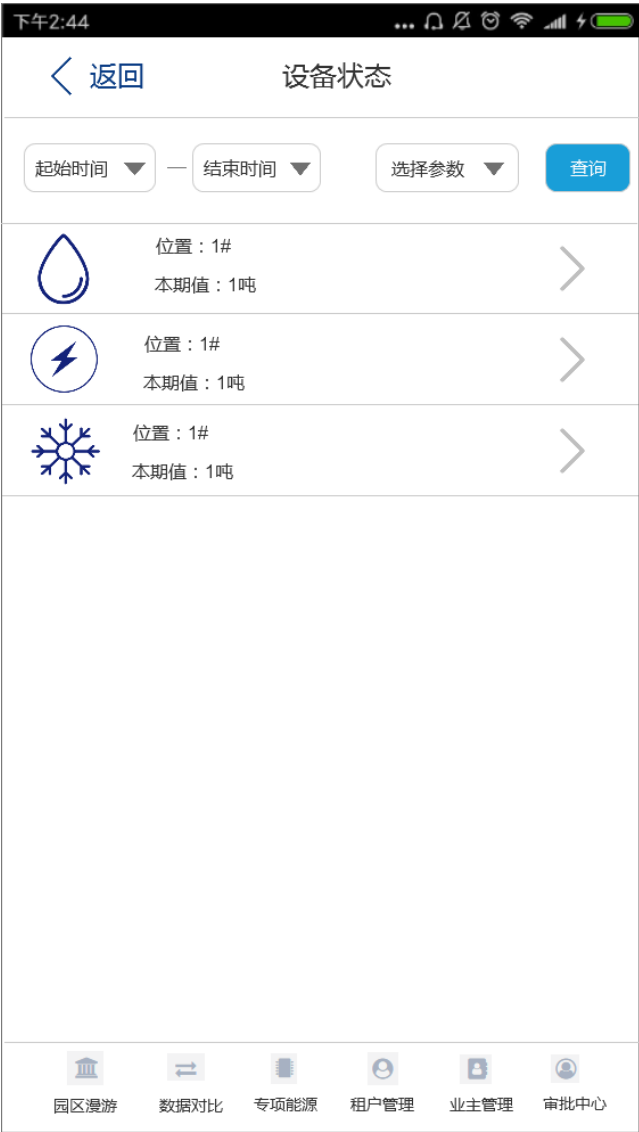 下午2:44
返回
设备状态
起始时间 — 结束时间 选择参数 查询
位置：1#
本期值：1吨
位置：1#
本期值：1吨
位置：1#
本期值：1吨
园区漫游 数据对比 专项能源 租户管理 业主管理 审批中心